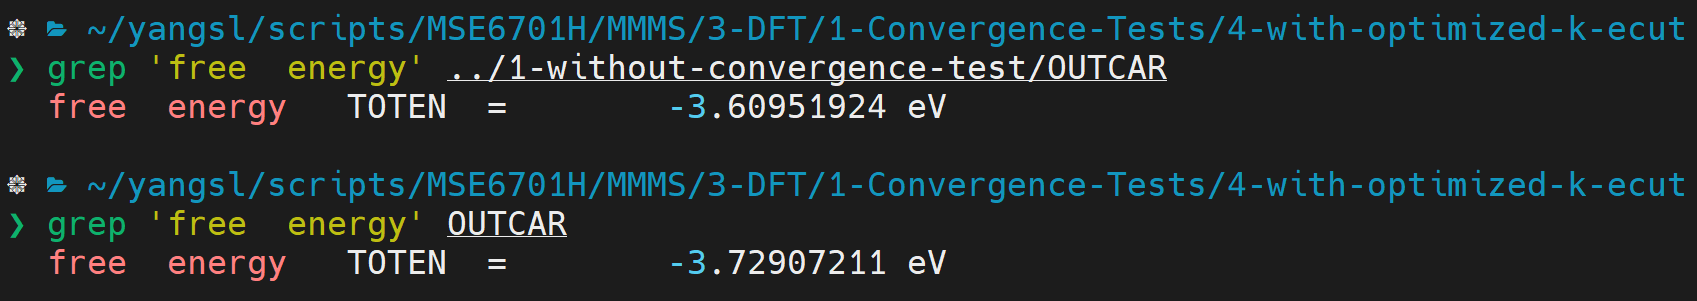 ~/yangsl/scripts/MSE6701H/MMMS/3-DFT/1-Convergence-Tests/4-with-optimized-k-ecut
❯ grep 'free  energy' ../1-without-convergence-test/OUTCAR
  free  energy   TOTEN  =        -3.60951924 eV
~/yangsl/scripts/MSE6701H/MMMS/3-DFT/1-Convergence-Tests/4-with-optimized-k-ecut
❯ grep 'free  energy' OUTCAR
  free  energy   TOTEN  =        -3.72907211 eV